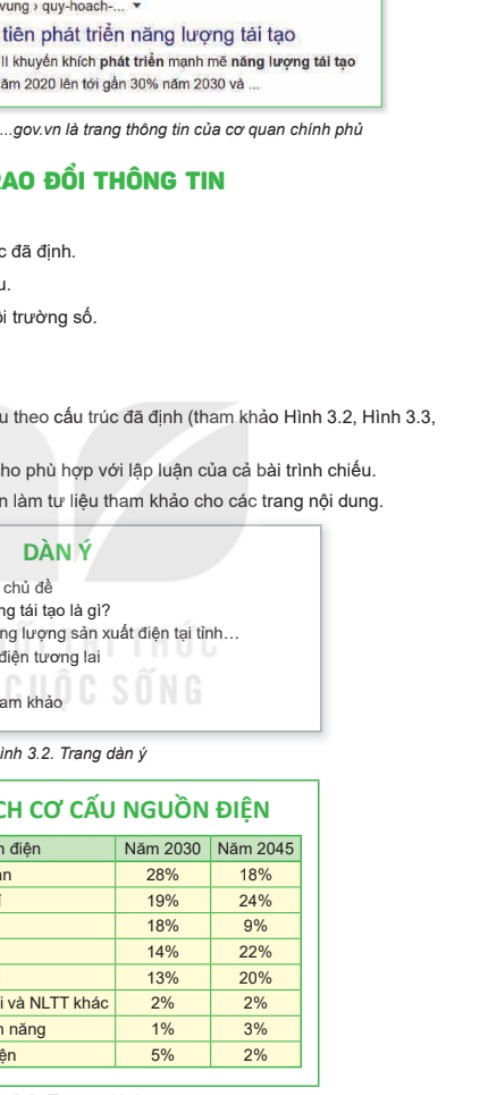 vung › quy-hoach-... ▼
tiên phát triển năng lượng tái tạo
II khuyến khích phát triển mạnh mẽ năng lượng tái tạo
ăm 2020 lên tới gần 30% năm 2030 và ...
...gov.vn là trang thông tin của cơ quan chính phủ
RAO ĐỔI THÔNG TIN
c đã định.
u.
ôi trường số.
u theo cấu trúc đã định (tham khảo Hình 3.2, Hình 3.3,
ho phù hợp với lập luận của cả bài trình chiếu.
n làm tư liệu tham khảo cho các trang nội dung.
DÀN Ý
chủ đề
ng tái tạo là gì?
ng lượng sản xuất điện tại tỉnh...
điện tương lai
am khảo
CUỘC SỐNG
ình 3.2. Trang dàn ý
CH CƠ CẤU NGUỒN ĐIỆN
n điện Năm 2030 Năm 2045
an 28% 18%
19% 24%
18% 9%
14% 22%
13% 20%
i và NLTT khác 2% 2%
n năng 1% 3%
ện 5% 2%